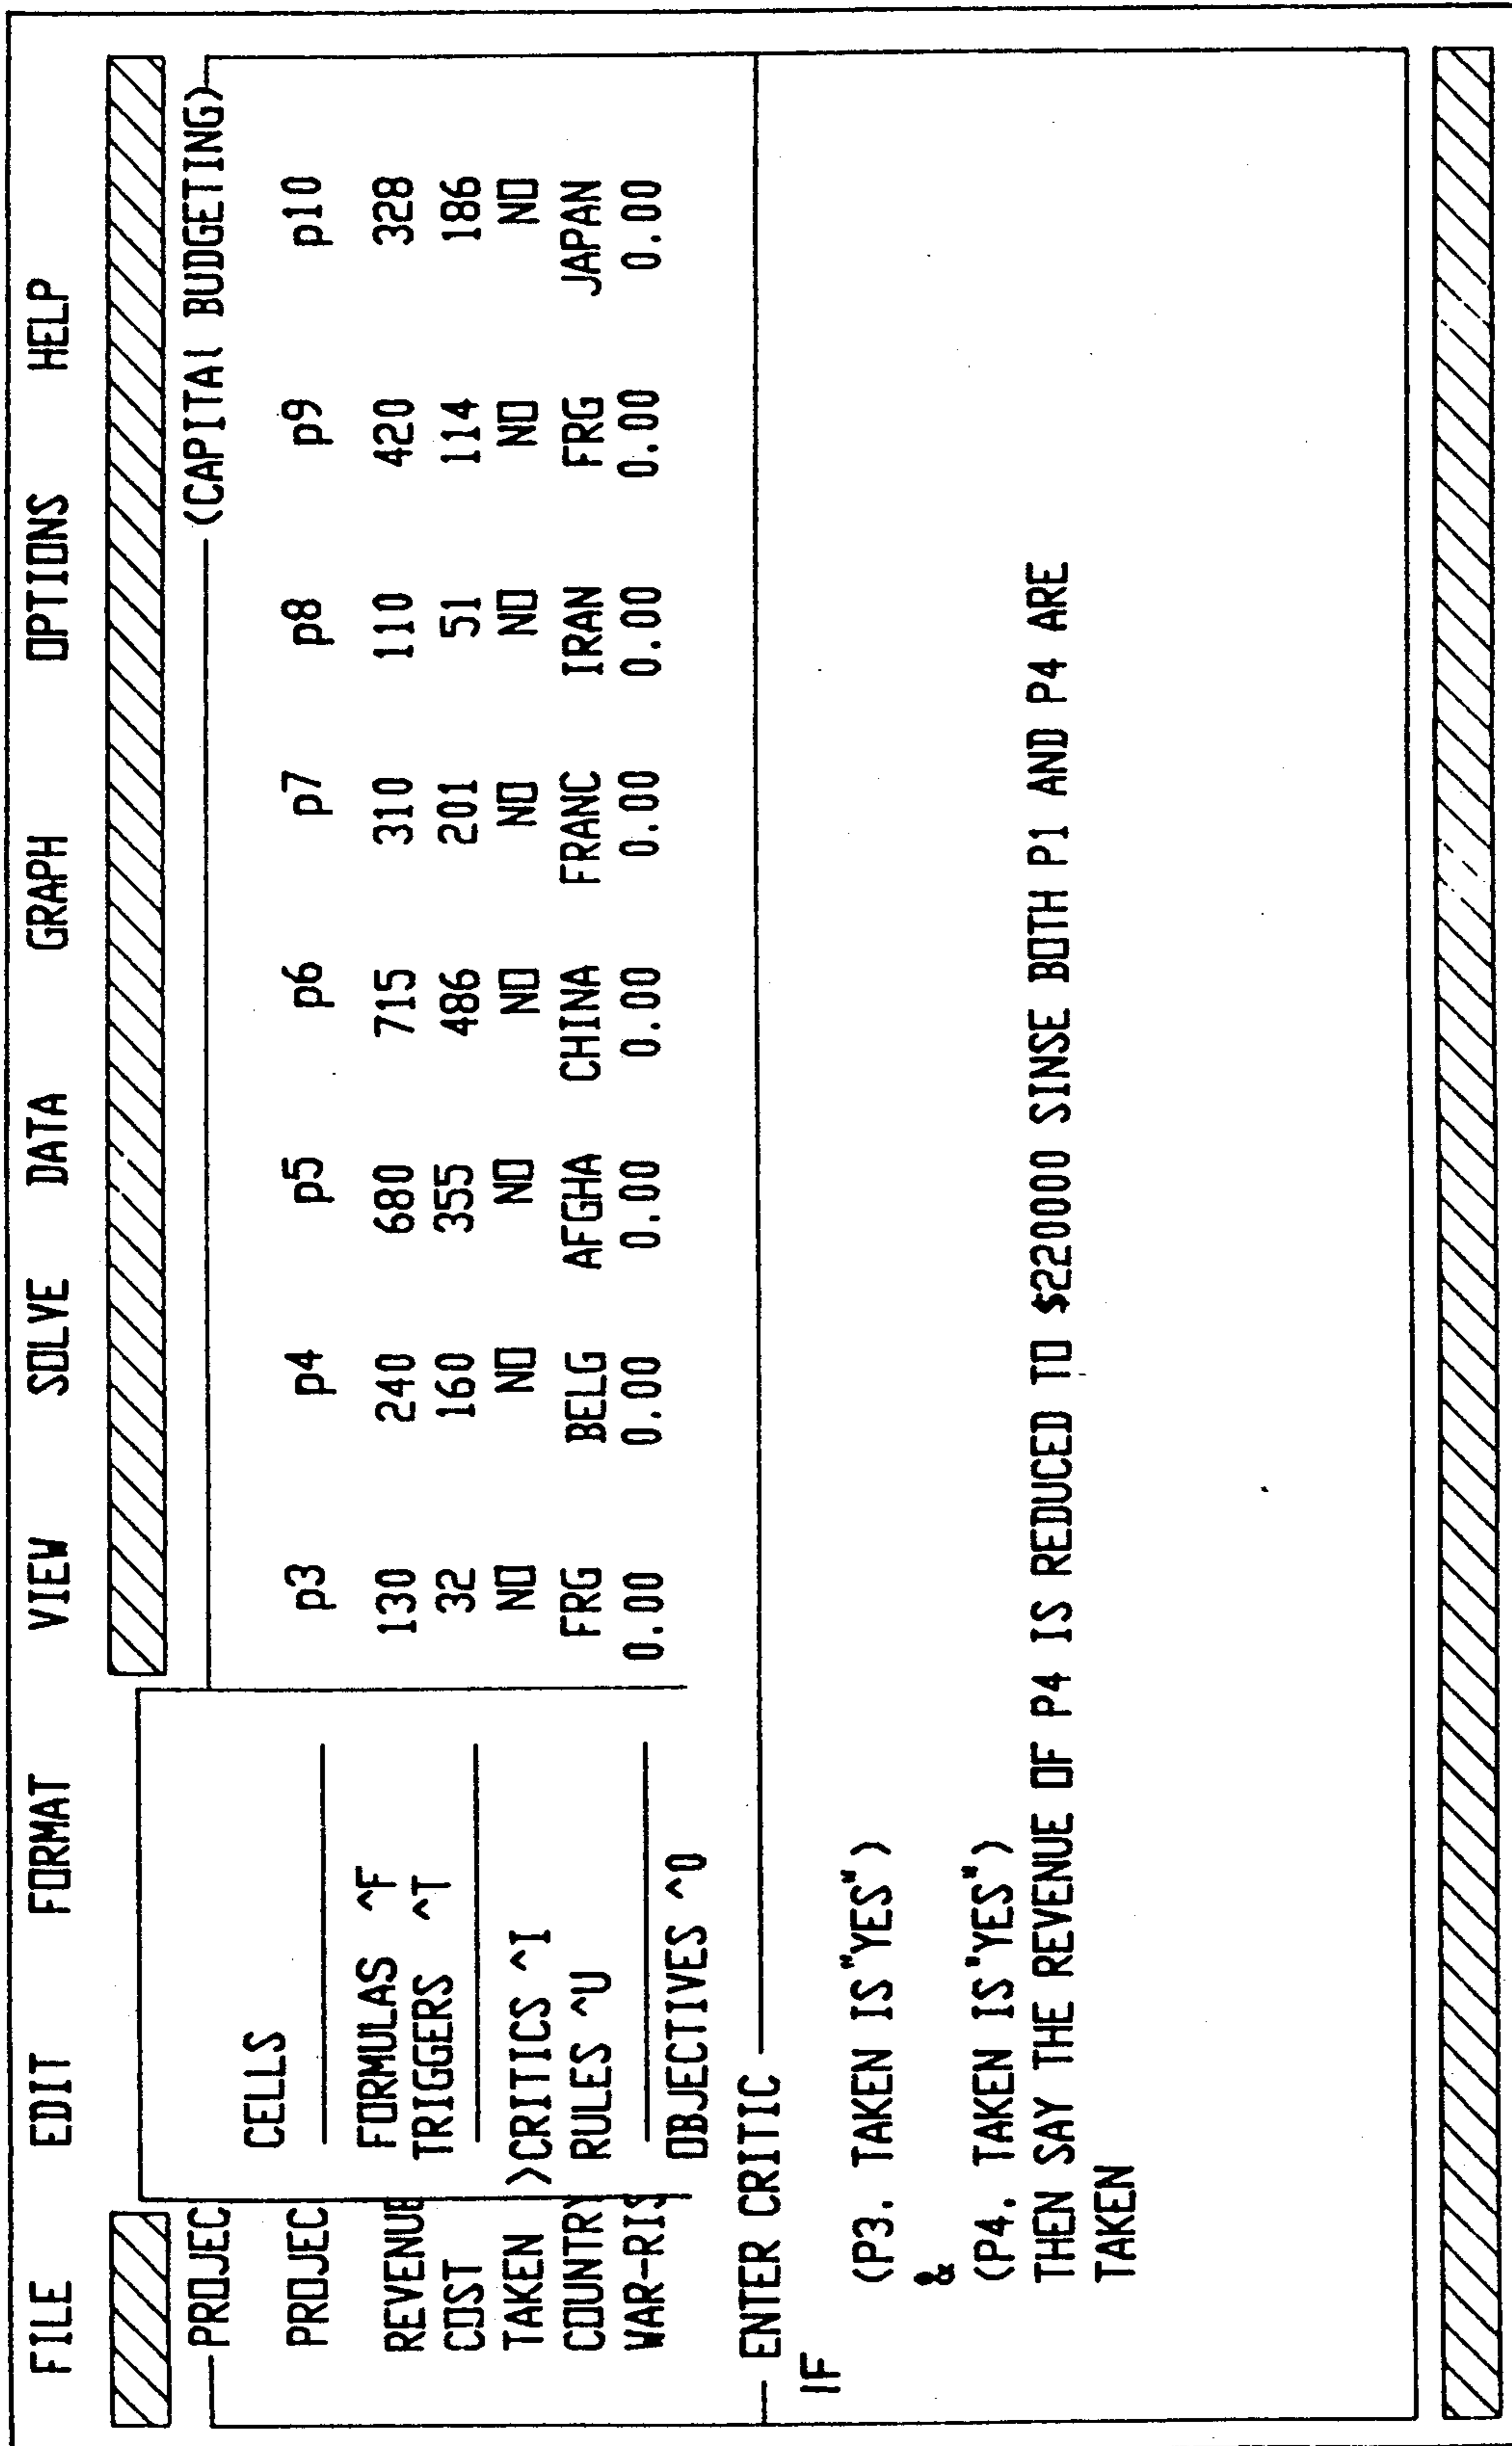 FILE EDIT FORMAT VIEW SOLVE DATA GRAPH OPTIONS HELP
PROJEC (CAPITAl BUDGETING)
CELLS
PROJEC p3 p4 p5 p6 p7 p8 p9 p10
REVENUE FORMULAS ^F 130 240 680 715 310 110 420 328
COST TRIGGERS ^T 32 160 355 486 201 51 114 186
TAKEN >CRITICS ^I NO NO NO NO NO NO NO NO
COUNTRY RULES ^U FRG BELG AFGHA CHINA FRANC IRAN FRG JAPAN
WAR-RIS 0.00 0.00 0.00 0.00 0.00 0.00 0.00 0.00
OBJECTIVES ^O
ENTER CRITIC
IF
(P3. TAKEN IS "YES")
&
(P4. TAKEN IS "YES")
THEN SAY THE REVENUE OF P4 IS REDUCED TO $220000 SINSE BOTH P1 AND P4 ARE
TAKEN